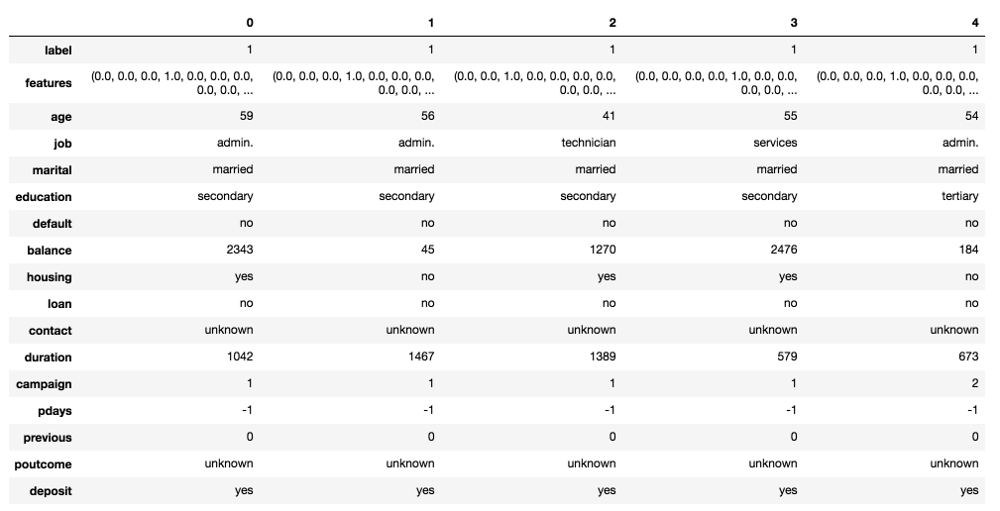 0 1 2 3 4
label 1 1 1 1 1
features (0.0, 0.0, 0.0, 1.0, 0.0, 0.0, 0.0, (0.0, 0.0, 0.0, 1.0, 0.0, 0.0, 0.0, (0.0, 0.0, 1.0, 0.0, 0.0, 0.0, 0.0, (0.0, 0.0, 0.0, 0.0, 1.0, 0.0, 0.0, (0.0, 0.0, 0.0, 1.0, 0.0, 0.0, 0.0,
0.0, 0.0, ... 0.0, 0.0, ... 0.0, 0.0, ... 0.0, 0.0, ... 0.0, 0.0, ...
age 59 56 41 55 54
job admin. admin. technician services admin.
marital married married married married married
education secondary secondary secondary secondary tertiary
default no no no no no
balance 2343 45 1270 2476 184
housing yes no yes yes no
loan no no no no no
contact unknown unknown unknown unknown unknown
duration 1042 1467 1389 579 673
campaign 1 1 1 1 2
pdays -1 -1 -1 -1 -1
previous 0 0 0 0 0
poutcome unknown unknown unknown unknown unknown
deposit yes yes yes yes yes